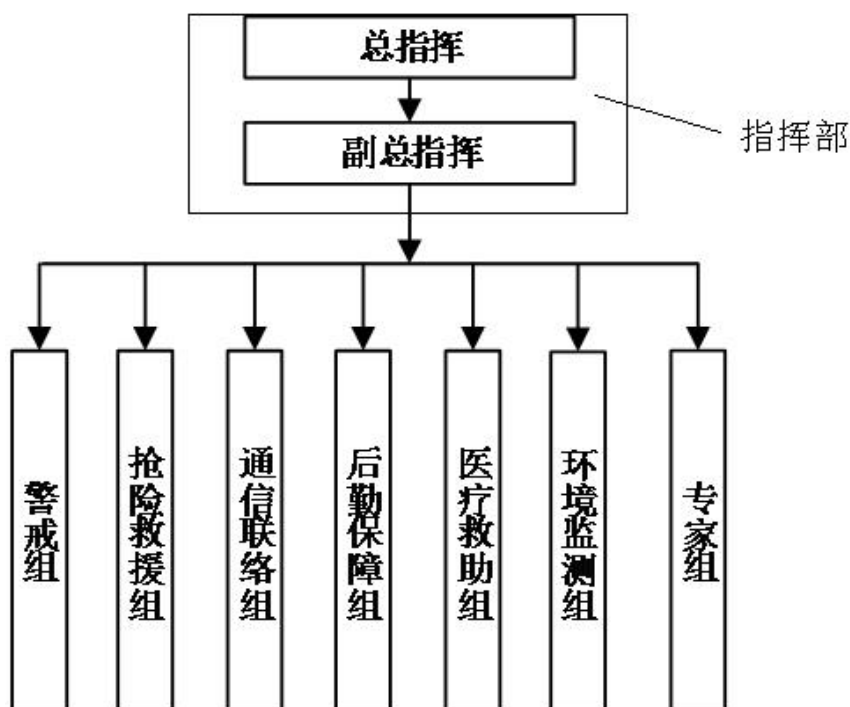 总指挥
副总指挥
指挥部
警戒组
抢险救援组
通信联络组
后勤保障组
医疗救助组
环境监测组
专家组